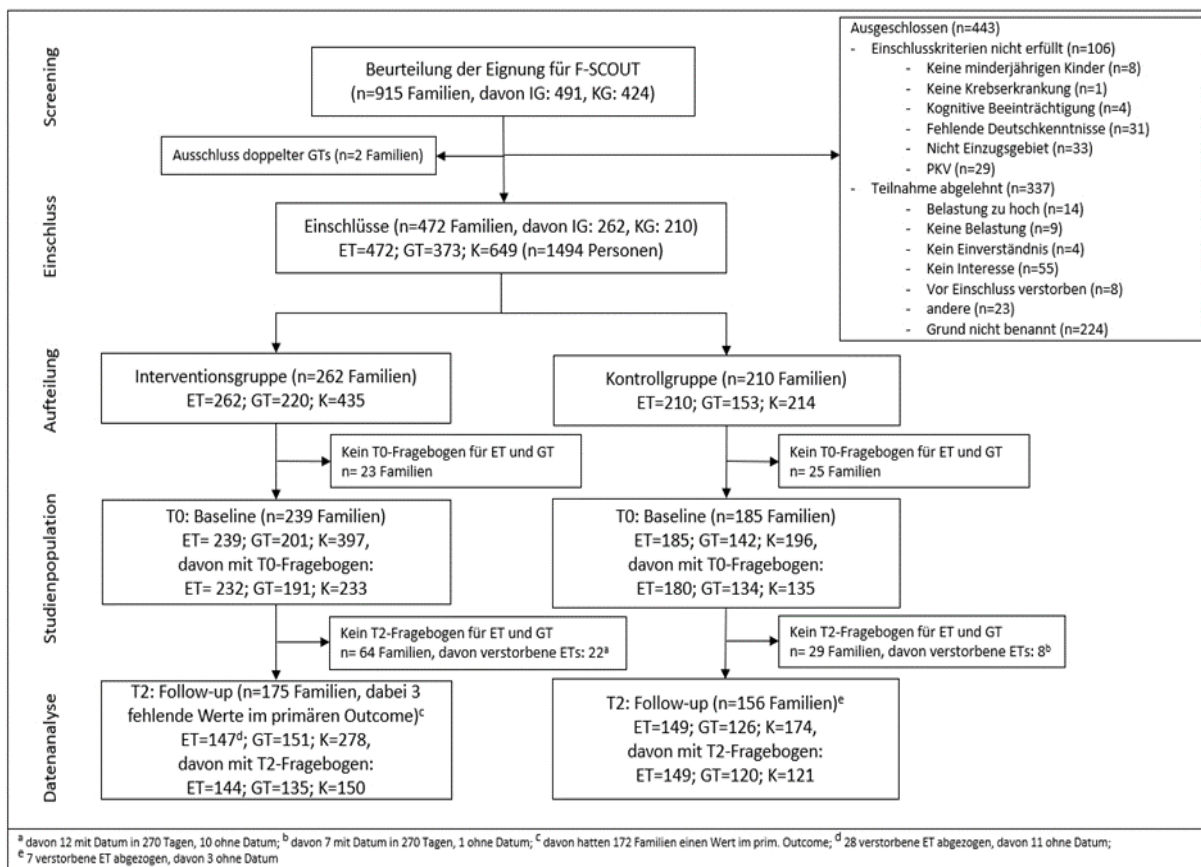 Screening
Beurteilung der Eignung für F-SCOUT
(n=915 Familien, davon IG: 491, KG: 424)
Ausgeschlossen (n=443)
- Einschlusskriterien nicht erfüllt (n=106)
- Keine minderjährigen Kinder (n=8)
- Keine Krebserkrankung (n=1)
- Kognitive Beeinträchtigung (n=4)
- Fehlende Deutschkenntnisse (n=31)
- Nicht Einzugsgebiet (n=33)
- PKV (n=29)
- Teilnahme abgelehnt (n=337)
- Belastung zu hoch (n=14)
- Keine Belastung (n=9)
- Kein Einverständnis (n=4)
- Kein Interesse (n=55)
- Vor Einschluss verstorben (n=8)
- andere (n=23)
- Grund nicht benannt (n=224)
Ausschluss doppelter GTs (n=2 Familien)
Einschluss
Einschlüsse (n=472 Familien, davon IG: 262, KG: 210)
ET=472; GT=373; K=649 (n=1494 Personen)
Aufteilung
Interventionsgruppe (n=262 Familien)
ET=262; GT=220; K=435
Kontrollgruppe (n=210 Familien)
ET=210; GT=153; K=214
Kein T0-Fragebogen für ET und GT
n= 23 Familien
Kein T0-Fragebogen für ET und GT
n= 25 Familien
Studienpopulation
T0: Baseline (n=239 Familien)
ET= 239; GT=201; K=397,
davon mit T0-Fragebogen:
ET= 232; GT=191; K=233
T0: Baseline (n=185 Familien)
ET=185; GT=142; K=196,
davon mit T0-Fragebogen:
ET=180; GT=134; K=135
Kein T2-Fragebogen für ET und GT
n= 64 Familien, davon verstorbene ETs: 22a
Kein T2-Fragebogen für ET und GT
n= 29 Familien, davon verstorbene ETs: 8b
Datenanalyse
T2: Follow-up (n=175 Familien, dabei 3
fehlende Werte im primären Outcome)c
ET=147d; GT=151; K=278,
davon mit T2-Fragebogen:
ET=144; GT=135; K=150
T2: Follow-up (n=156 Familien)e
ET=149; GT=126; K=174,
davon mit T2-Fragebogen:
ET=149; GT=120; K=121
a davon 12 mit Datum in 270 Tagen, 10 ohne Datum; b davon 7 mit Datum in 270 Tagen, 1 ohne Datum; c davon hatten 172 Familien einen Wert im prim. Outcome; d 28 verstorbene ET abgezogen, davon 11 ohne Datum;
e 7 verstorbene ET abgezogen, davon 3 ohne Datum